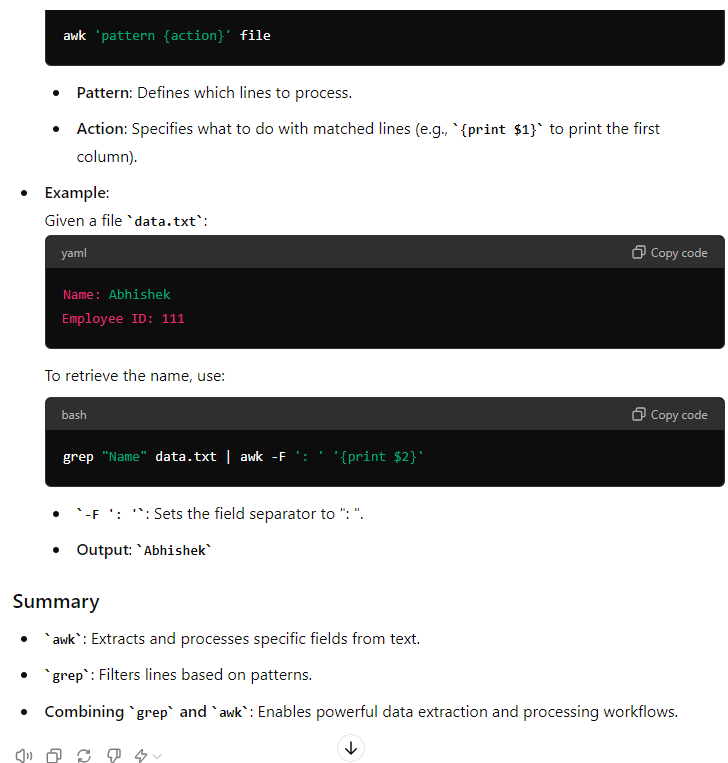 awk 'pattern {action}' file
Pattern: Defines which lines to process.
Action: Specifies what to do with matched lines (e.g., `{print $1}` to print the first
column).
Example:
Given a file `data.txt`:
yaml Copy code
Name: Abhishek
Employee ID: 111
To retrieve the name, use:
bash Copy code
grep "Name" data.txt | awk -F ': ' '{print $2}'
`-F ': '`: Sets the field separator to ": ".
Output: `Abhishek`
Summary
`awk`: Extracts and processes specific fields from text.
`grep`: Filters lines based on patterns.
Combining `grep` and `awk`: Enables powerful data extraction and processing workflows.